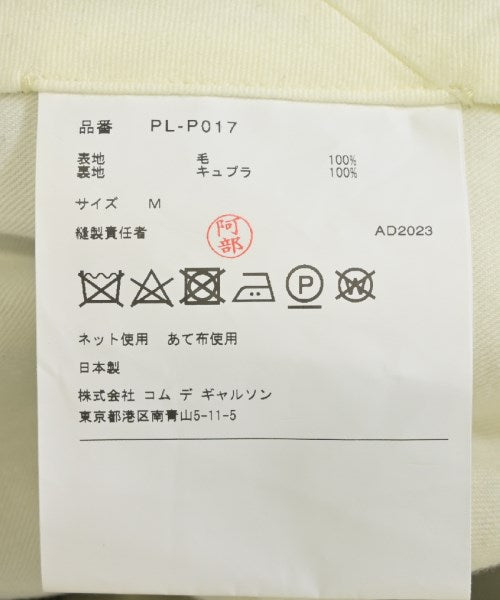 品番 PL-P017
表地 毛 100%
裏地 キュプラ 100%
サイズ M
縫製責任者 阿部 AD2023
P W
ネット使用 あて布使用
日本製
株式会社 コム デ ギャルソン
東京都港区南青山5-11-5